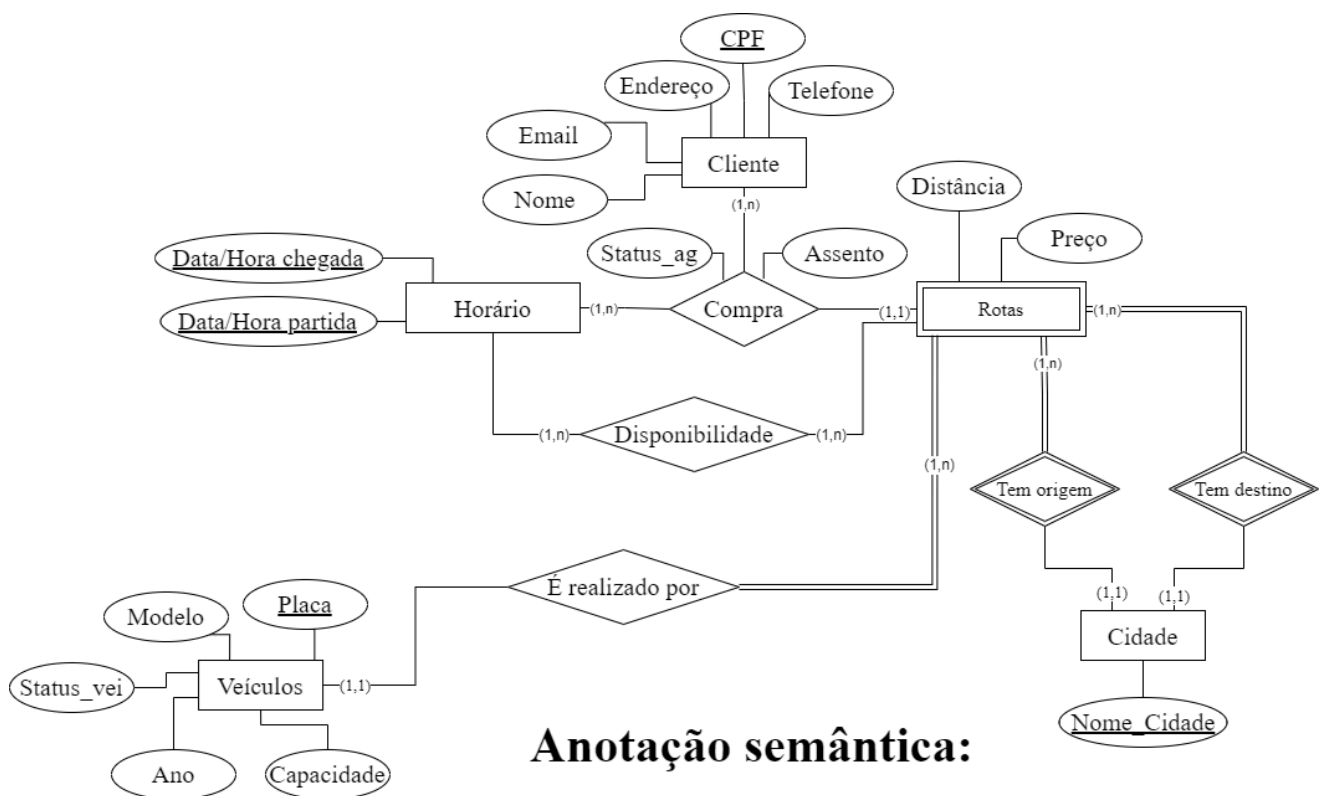 CPF
Endereço
Telefone
Email
Cliente
Nome
(1,n)
Distância
Preço
Status_ag
Assento
Data/Hora chegada
Data/Hora partida
Horário
(1,n)
Compra
(1,1)
Rotas
(1,n)
(1,n)
(1,n)
Disponibilidade
(1,n)
(1,n)
Tem origem
Tem destino
É realizado por
(1,1)
(1,1)
Cidade
Nome_Cidade
Modelo
Placa
Status_vei
Veículos
(1,1)
Ano
Capacidade
Anotação semântica: